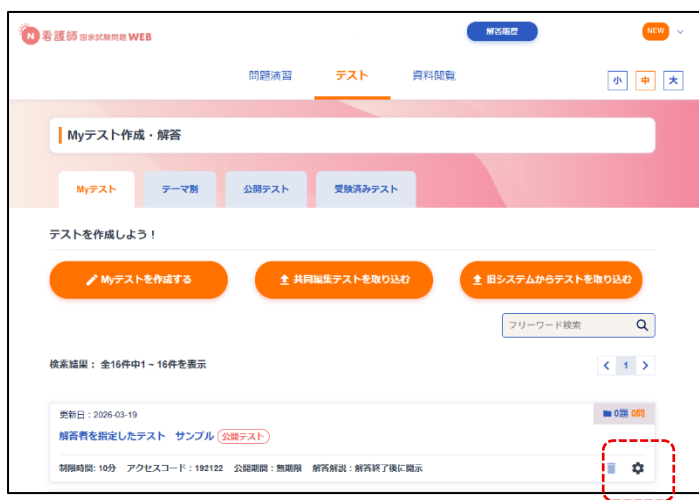 N 看護師 国家試験問題 WEB
解答履歴
NEW
問題演習 テスト 資料閲覧
小 中 大
Myテスト作成・解答
Myテスト テーマ別 公開テスト 受験済みテスト
テストを作成しよう！
Myテストを作成する 共同編集テストを取り込む 旧システムからテストを取り込む
フリーワード検索
検索結果： 全16件中1 ~ 16件を表示
< 1 >
更新日：2026-03-19
0題 0問
解答者を指定したテスト サンプル 公開テスト
制限時間: 10分 アクセスコード：192122 公開期間：無期限 解答解説：解答終了後に開示